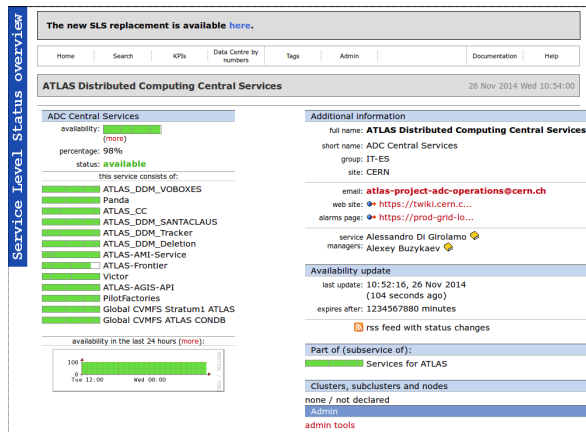 Service Level Status overview
The new SLS replacement is available here.
Home Search KPIs Data Centre by numbers Tags Admin Documentation Help
ATLAS Distributed Computing Central Services 26 Nov 2014 Wed 10:54:00
ADC Central Services
availability:
(more)
percentage: 98%
status: available
this service consists of:
ATLAS_DDM_VOBOXES
Panda
ATLAS_CC
ATLAS_DDM_SANTACLAUS
ATLAS_DDM_Tracker
ATLAS_DDM_Deletion
ATLAS-AMI-Service
ATLAS-Frontier
Victor
ATLAS-AGIS-API
PilotFactories
Global CVMFS Stratum1 ATLAS
Global CVMFS ATLAS CONDB
availability in the last 24 hours (more):
100
0
Tue 12:00 Wed 00:00
Additional information
full name: ATLAS Distributed Computing Central Services
short name: ADC Central Services
group: IT-ES
site: CERN
email: atlas-project-adc-operations@cern.ch
web site: https://twiki.cern.c...
alarms page: https://prod-grid-lo...
service managers: Alessandro Di Girolamo
Alexey Buzykaev
Availability update
last update: 10:52:16, 26 Nov 2014
(104 seconds ago)
expires after: 1234567880 minutes
rss feed with status changes
Part of (subservice of):
Services for ATLAS
Clusters, subclusters and nodes
none / not declared
Admin
admin tools